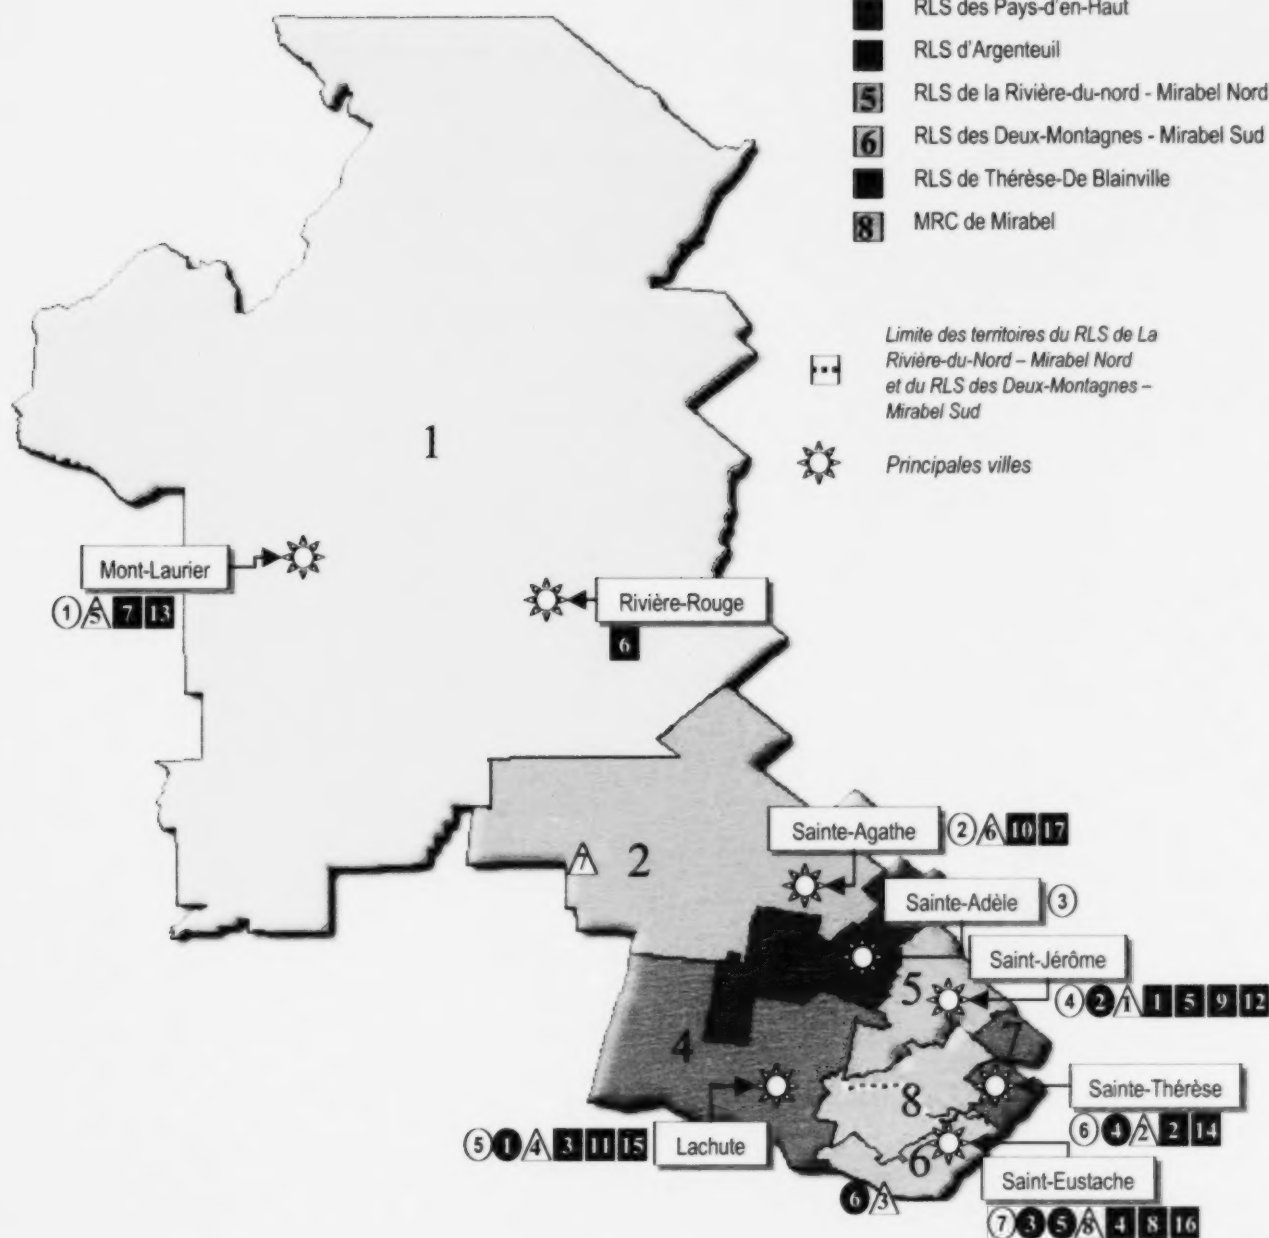 RLS des Pays-d'en-Haut
RLS d'Argenteuil
5 RLS de la Rivière-du-nord - Mirabel Nord
6 RLS des Deux-Montagnes - Mirabel Sud
RLS de Thérèse-De Blainville
8 MRC de Mirabel
Limite des territoires du RLS de La
Rivière-du-Nord – Mirabel Nord
et du RLS des Deux-Montagnes –
Mirabel Sud
Principales villes
1
Mont-Laurier
1 5 7 13
Rivière-Rouge
6
Sainte-Agathe 2 6 10 17
7 2
Sainte-Adèle 3
Saint-Jérôme
5
4 2 1 1 5 9 12
4
8
Sainte-Thérèse
6 4 2 2 14
5 1 4 3 11 15 Lachute
6
Saint-Eustache
6 3
7 3 5 8 4 8 16